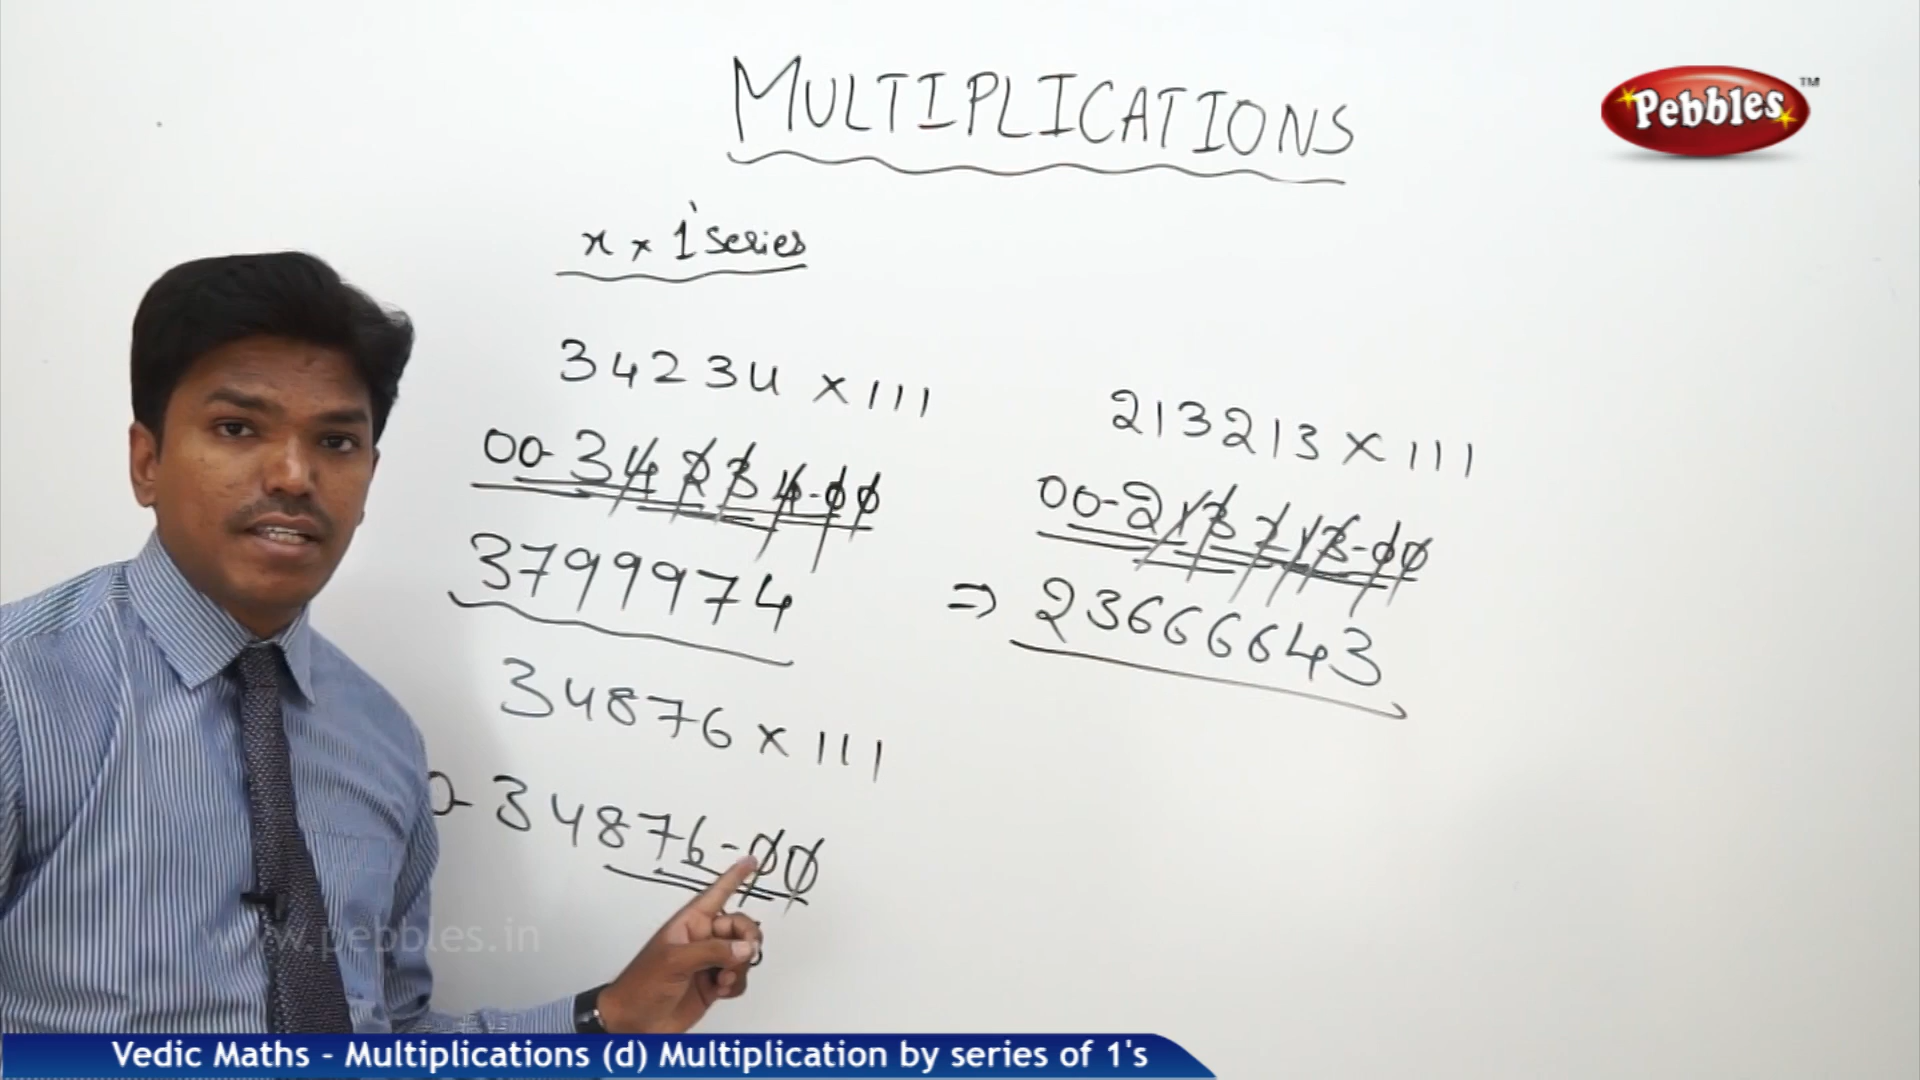 MULTIPLICATIONS
Pebbles™
x × 1 series
34234 × 111
00-34234-00
3799974
213213 × 111
00-213213-00
⇒ 23666643
34876 × 111
0-34876-00
www.pebbles.in
Vedic Maths - Multiplications (d) Multiplication by series of 1's